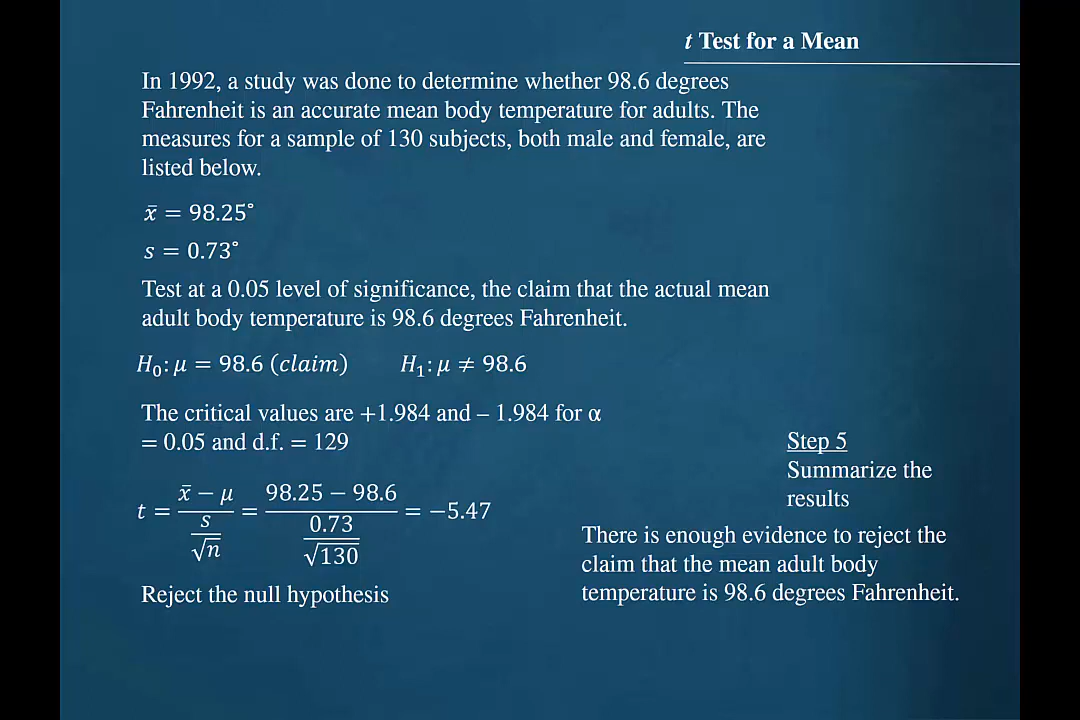 t Test for a Mean
In 1992, a study was done to determine whether 98.6 degrees
Fahrenheit is an accurate mean body temperature for adults. The
measures for a sample of 130 subjects, both male and female, are
listed below.
x̄ = 98.25°
s = 0.73°
Test at a 0.05 level of significance, the claim that the actual mean
adult body temperature is 98.6 degrees Fahrenheit.
H₀: μ = 98.6 (claim) H₁: μ ≠ 98.6
The critical values are +1.984 and – 1.984 for α
= 0.05 and d.f. = 129
t = (x̄ − μ)/(s/√n) = (98.25 − 98.6)/(0.73/√130) = −5.47
Reject the null hypothesis
Step 5
Summarize the
results
There is enough evidence to reject the
claim that the mean adult body
temperature is 98.6 degrees Fahrenheit.